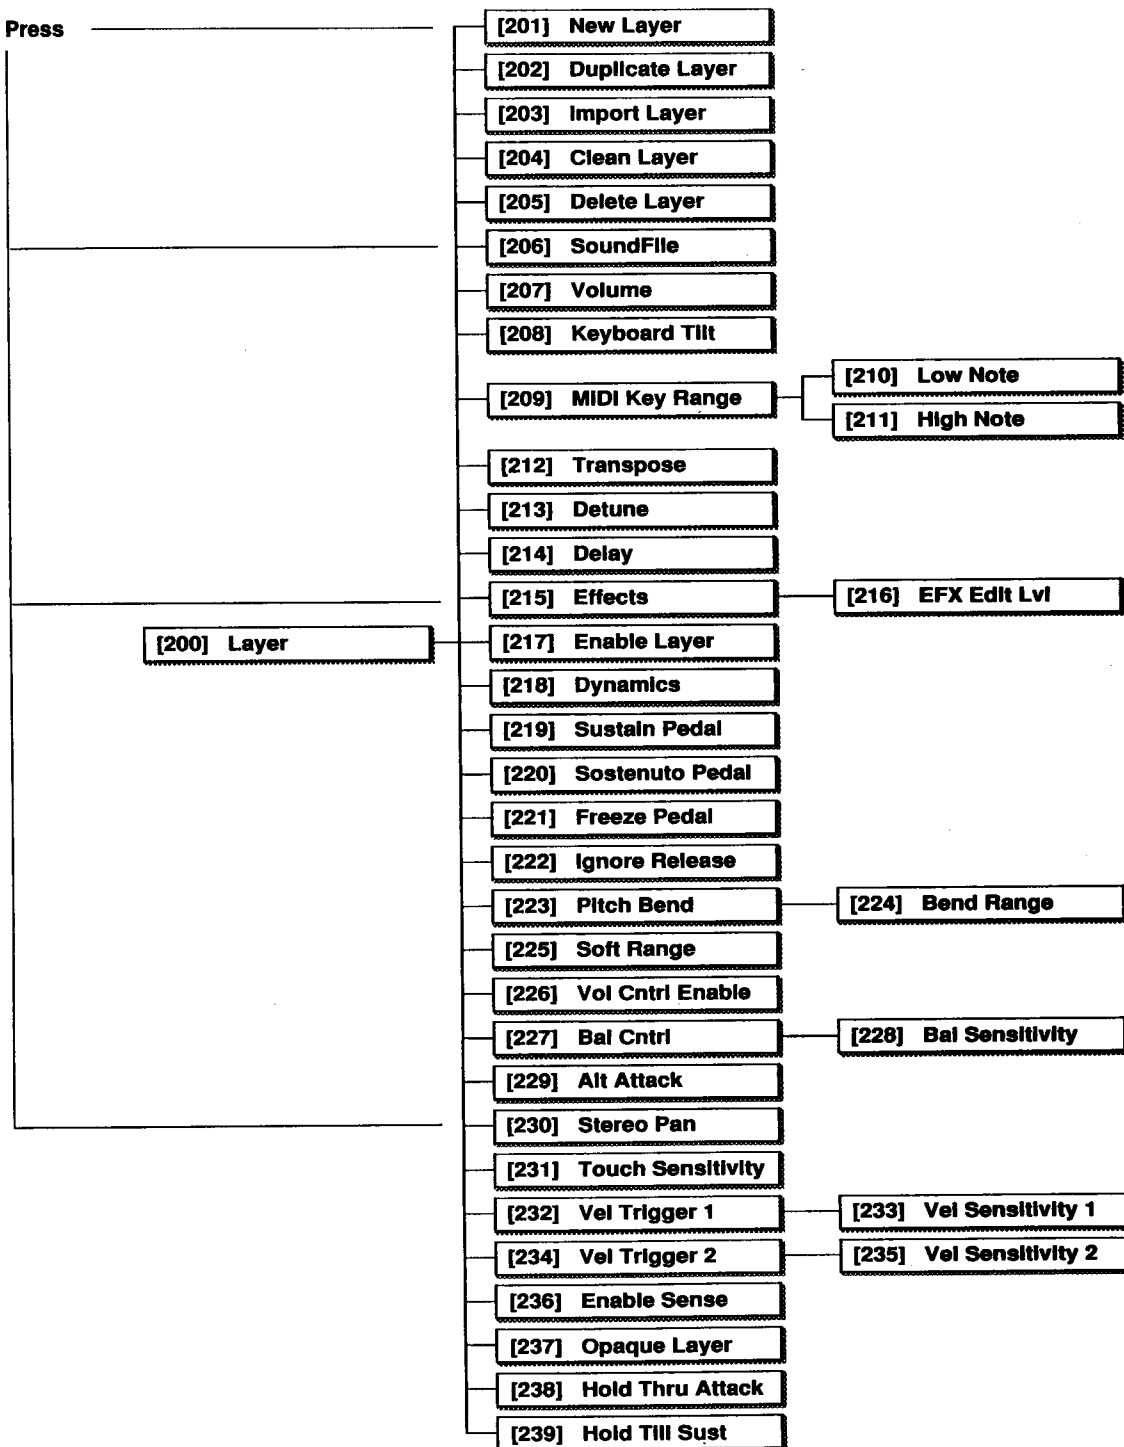 Press
[201] New Layer
[202] Duplicate Layer
[203] Import Layer
[204] Clean Layer
[205] Delete Layer
[206] SoundFile
[207] Volume
[208] Keyboard Tilt
[209] MIDI Key Range
[210] Low Note
[211] High Note
[212] Transpose
[213] Detune
[214] Delay
[215] Effects
[216] EFX Edit Lvl
[200] Layer
[217] Enable Layer
[218] Dynamics
[219] Sustain Pedal
[220] Sostenuto Pedal
[221] Freeze Pedal
[222] Ignore Release
[223] Pitch Bend
[224] Bend Range
[225] Soft Range
[226] Vol Cntrl Enable
[227] Bal Cntrl
[228] Bal Sensitivity
[229] Alt Attack
[230] Stereo Pan
[231] Touch Sensitivity
[232] Vel Trigger 1
[233] Vel Sensitivity 1
[234] Vel Trigger 2
[235] Vel Sensitivity 2
[236] Enable Sense
[237] Opaque Layer
[238] Hold Thru Attack
[239] Hold Till Sust